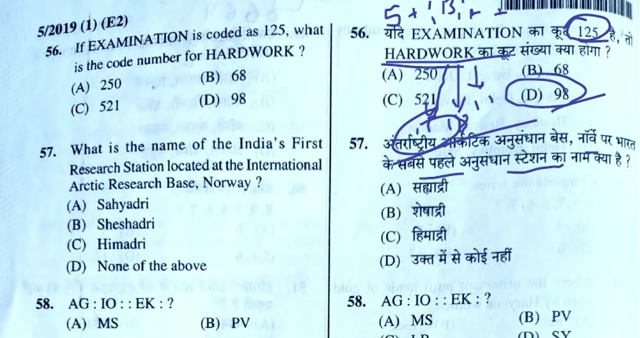 5/2019 (1) (E2)
56. If EXAMINATION is coded as 125, what
is the code number for HARDWORK ?
(A) 250 (B) 68
(C) 521 (D) 98
57. What is the name of the India's First
Research Station located at the International
Arctic Research Base, Norway ?
(A) Sahyadri
(B) Sheshadri
(C) Himadri
(D) None of the above
58. AG : IO : : EK : ?
(A) MS (B) PV
56. यदि EXAMINATION का कूट 125 है, तो
HARDWORK का कूट संख्या क्या होगा ?
(A) 250 (B) 68
(C) 521 (D) 98
57. अंतर्राष्ट्रीय आर्कटिक अनुसंधान बेस, नॉर्वे पर भारत
के सबसे पहले अनुसंधान स्टेशन का नाम क्या है ?
(A) सह्याद्री
(B) शेषाद्री
(C) हिमाद्री
(D) उक्त में से कोई नहीं
58. AG : IO : : EK : ?
(A) MS (B) PV